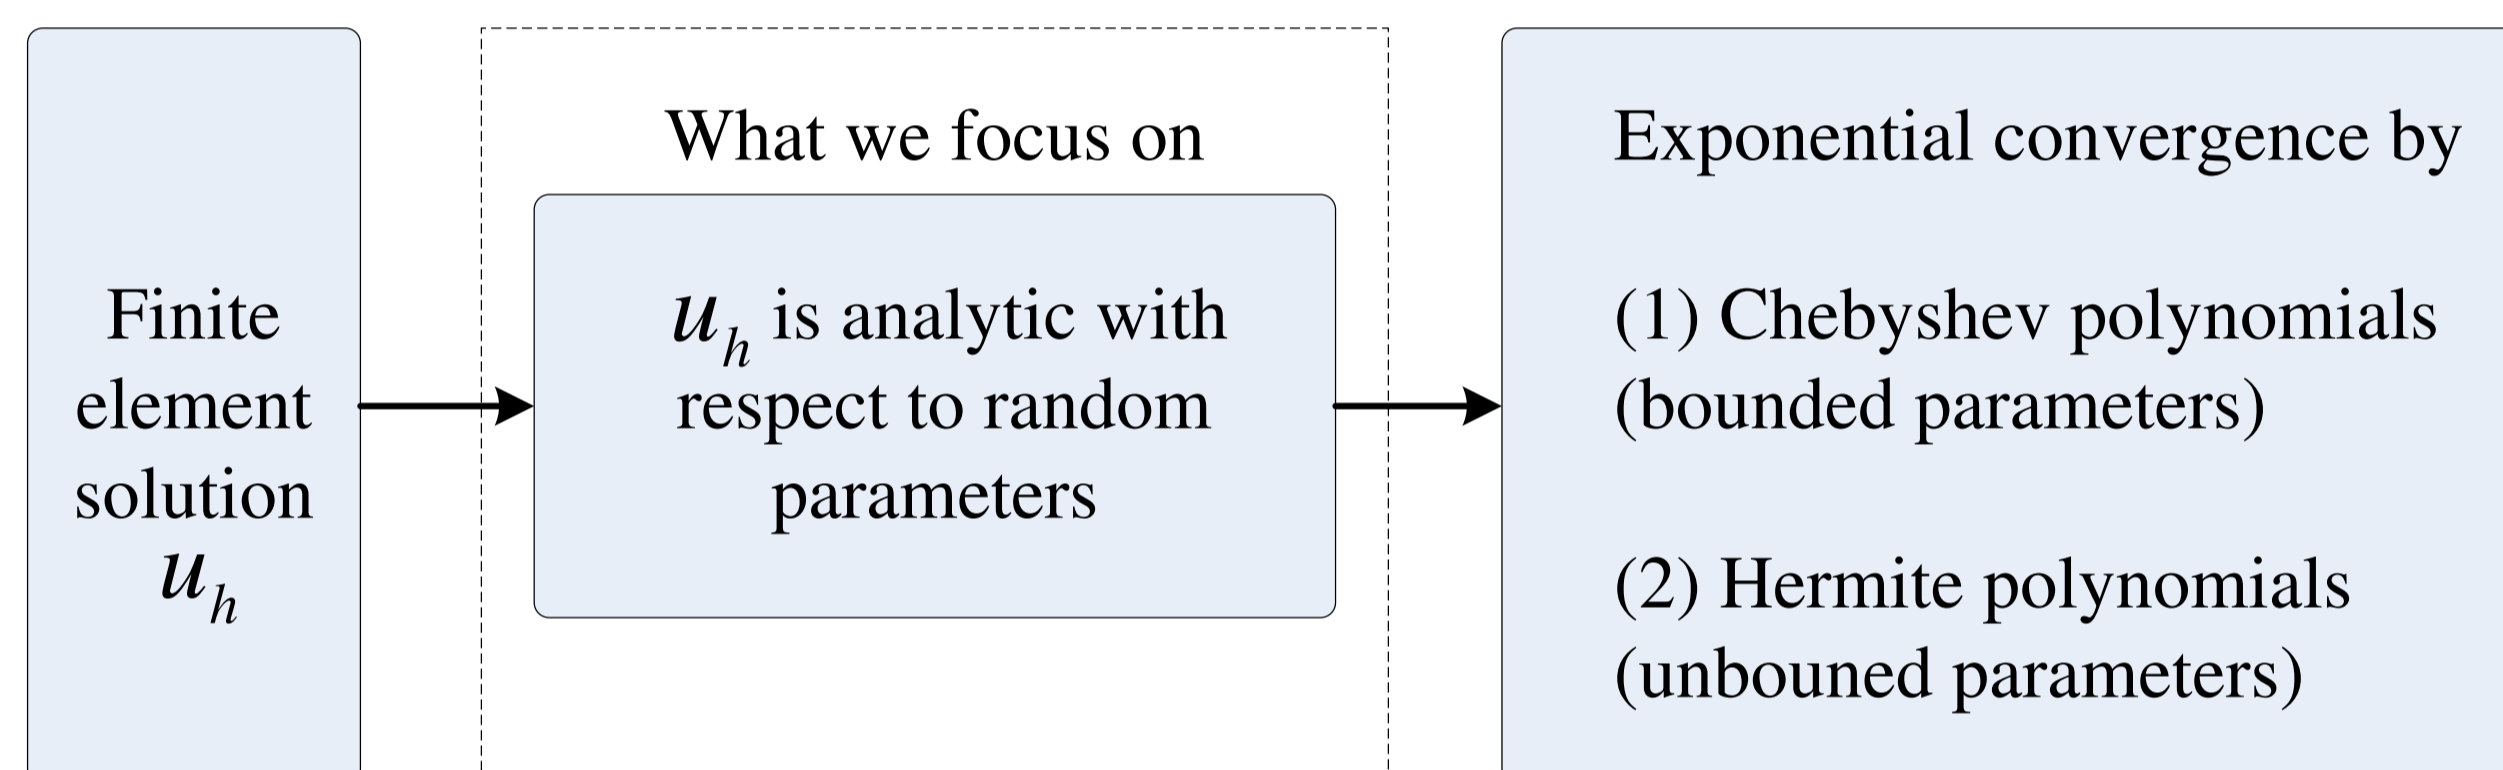 Finite
element
solution
u_h
What we focus on
u_h is analytic with
respect to random
parameters
Exponential convergence by
(1) Chebyshev polynomials
(bounded parameters)
(2) Hermite polynomials
(unbouned parameters)